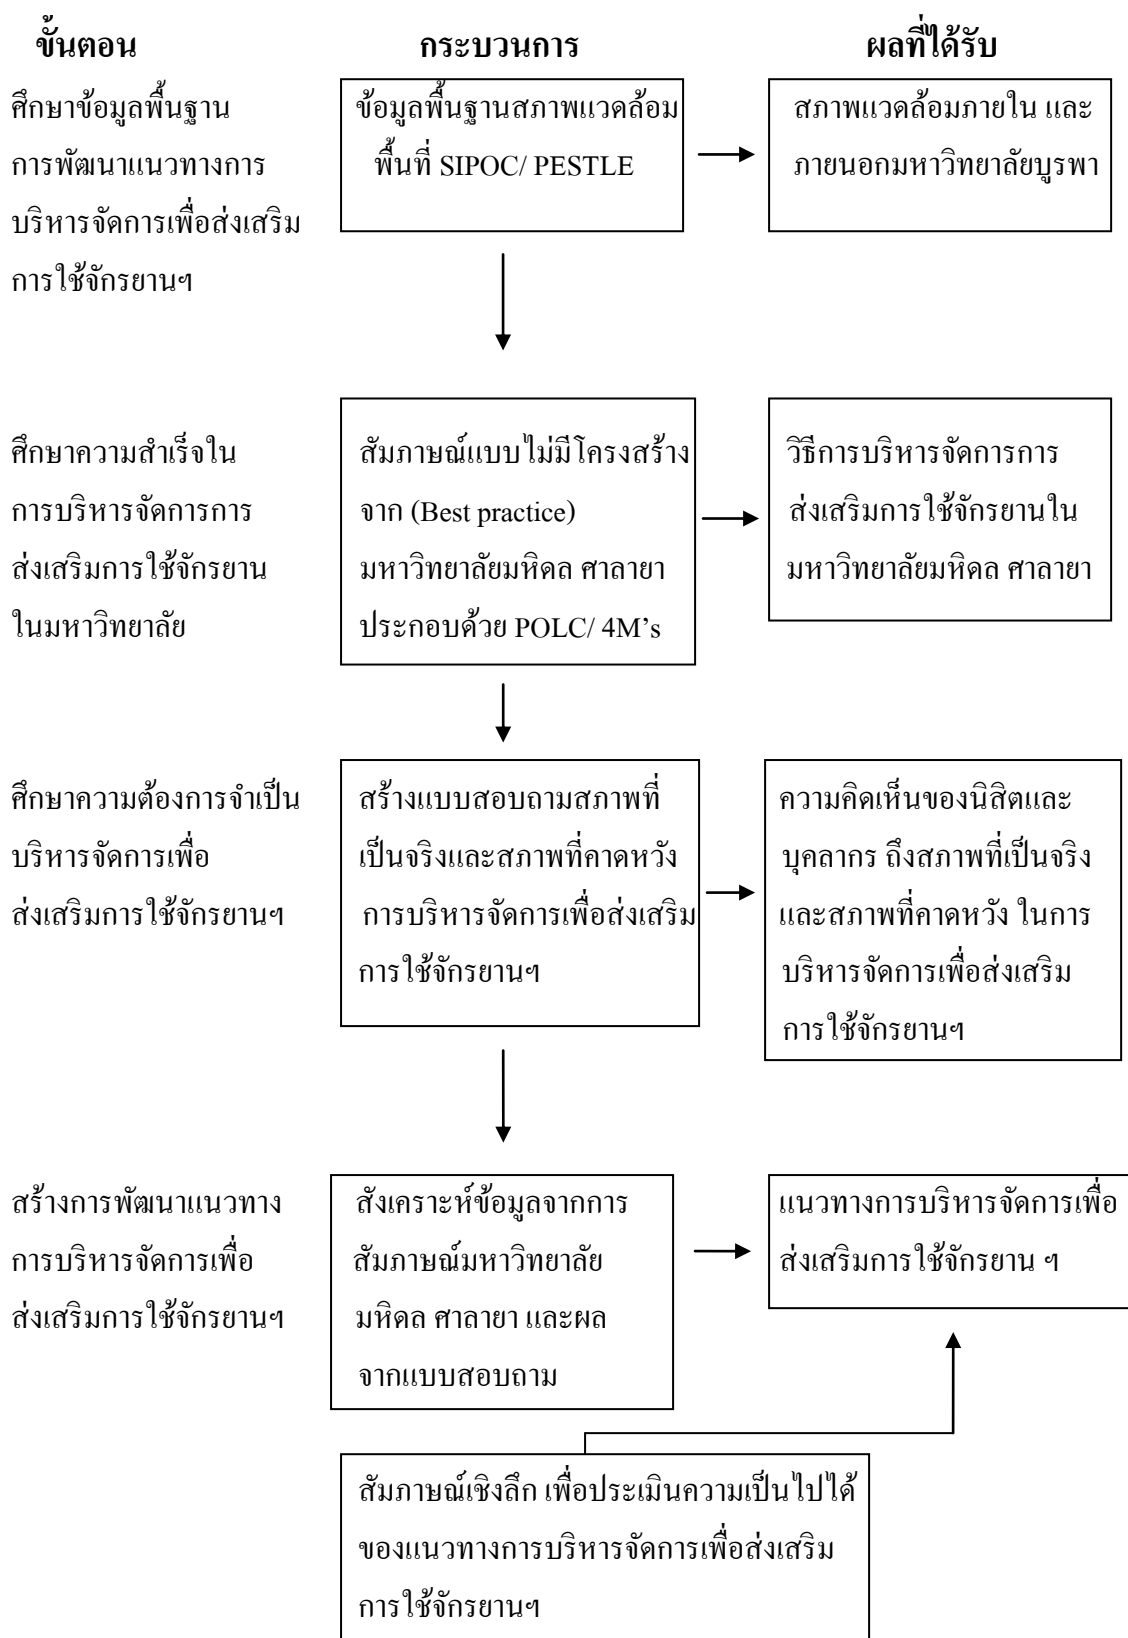 ขั้นตอน
กระบวนการ
ผลที่ได้รับ
ศึกษาข้อมูลพื้นฐาน
การพัฒนาแนวทางการ
บริหารจัดการเพื่อส่งเสริม
การใช้จักรยานฯ
ข้อมูลพื้นฐานสภาพแวดล้อม
พื้นที่ SIPOC/ PESTLE
สภาพแวดล้อมภายใน และ
ภายนอกมหาวิทยาลัยบูรพา
ศึกษาความสำเร็จใน
การบริหารจัดการการ
ส่งเสริมการใช้จักรยาน
ในมหาวิทยาลัย
สัมภาษณ์แบบไม่มีโครงสร้าง
จาก (Best practice)
มหาวิทยาลัยมหิดล ศาลายา
ประกอบด้วย POLC/ 4M’s
วิธีการบริหารจัดการการ
ส่งเสริมการใช้จักรยานใน
มหาวิทยาลัยมหิดล ศาลายา
ศึกษาความต้องการจำเป็น
บริหารจัดการเพื่อ
ส่งเสริมการใช้จักรยานฯ
สร้างแบบสอบถามสภาพที่
เป็นจริงและสภาพที่คาดหวัง
การบริหารจัดการเพื่อส่งเสริม
การใช้จักรยานฯ
ความคิดเห็นของนิสิตและ
บุคลากร ถึงสภาพที่เป็นจริง
และสภาพที่คาดหวัง ในการ
บริหารจัดการเพื่อส่งเสริม
การใช้จักรยานฯ
สร้างการพัฒนาแนวทาง
การบริหารจัดการเพื่อ
ส่งเสริมการใช้จักรยานฯ
สังเคราะห์ข้อมูลจากการ
สัมภาษณ์มหาวิทยาลัย
มหิดล ศาลายา และผล
จากแบบสอบถาม
แนวทางการบริหารจัดการเพื่อ
ส่งเสริมการใช้จักรยาน ฯ
สัมภาษณ์เชิงลึก เพื่อประเมินความเป็นไปได้
ของแนวทางการบริหารจัดการเพื่อส่งเสริม
การใช้จักรยานฯ